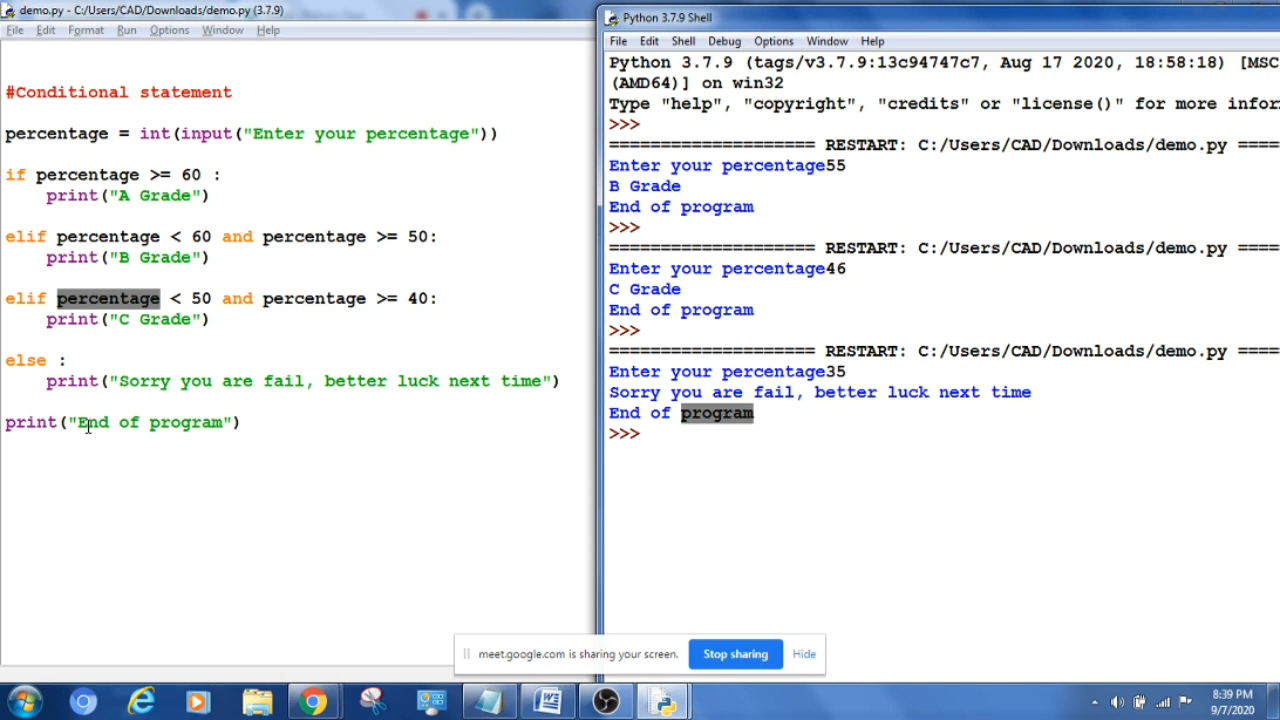 demo.py - C:/Users/CAD/Downloads/demo.py (3.7.9)
File Edit Format Run Options Window Help
#Conditional statement
percentage = int(input("Enter your percentage"))
if percentage >= 60 :
print("A Grade")
elif percentage < 60 and percentage >= 50:
print("B Grade")
elif percentage < 50 and percentage >= 40:
print("C Grade")
else :
print("Sorry you are fail, better luck next time")
print("End of program")
Python 3.7.9 Shell
File Edit Shell Debug Options Window Help
Python 3.7.9 (tags/v3.7.9:13c94747c7, Aug 17 2020, 18:58:18) [MSC
(AMD64)] on win32
Type "help", "copyright", "credits" or "license()" for more infor
>>>
==================== RESTART: C:/Users/CAD/Downloads/demo.py ====
Enter your percentage55
B Grade
End of program
>>>
==================== RESTART: C:/Users/CAD/Downloads/demo.py ====
Enter your percentage46
C Grade
End of program
>>>
==================== RESTART: C:/Users/CAD/Downloads/demo.py ====
Enter your percentage35
Sorry you are fail, better luck next time
End of program
>>>
meet.google.com is sharing your screen. Stop sharing Hide
8:39 PM
9/7/2020